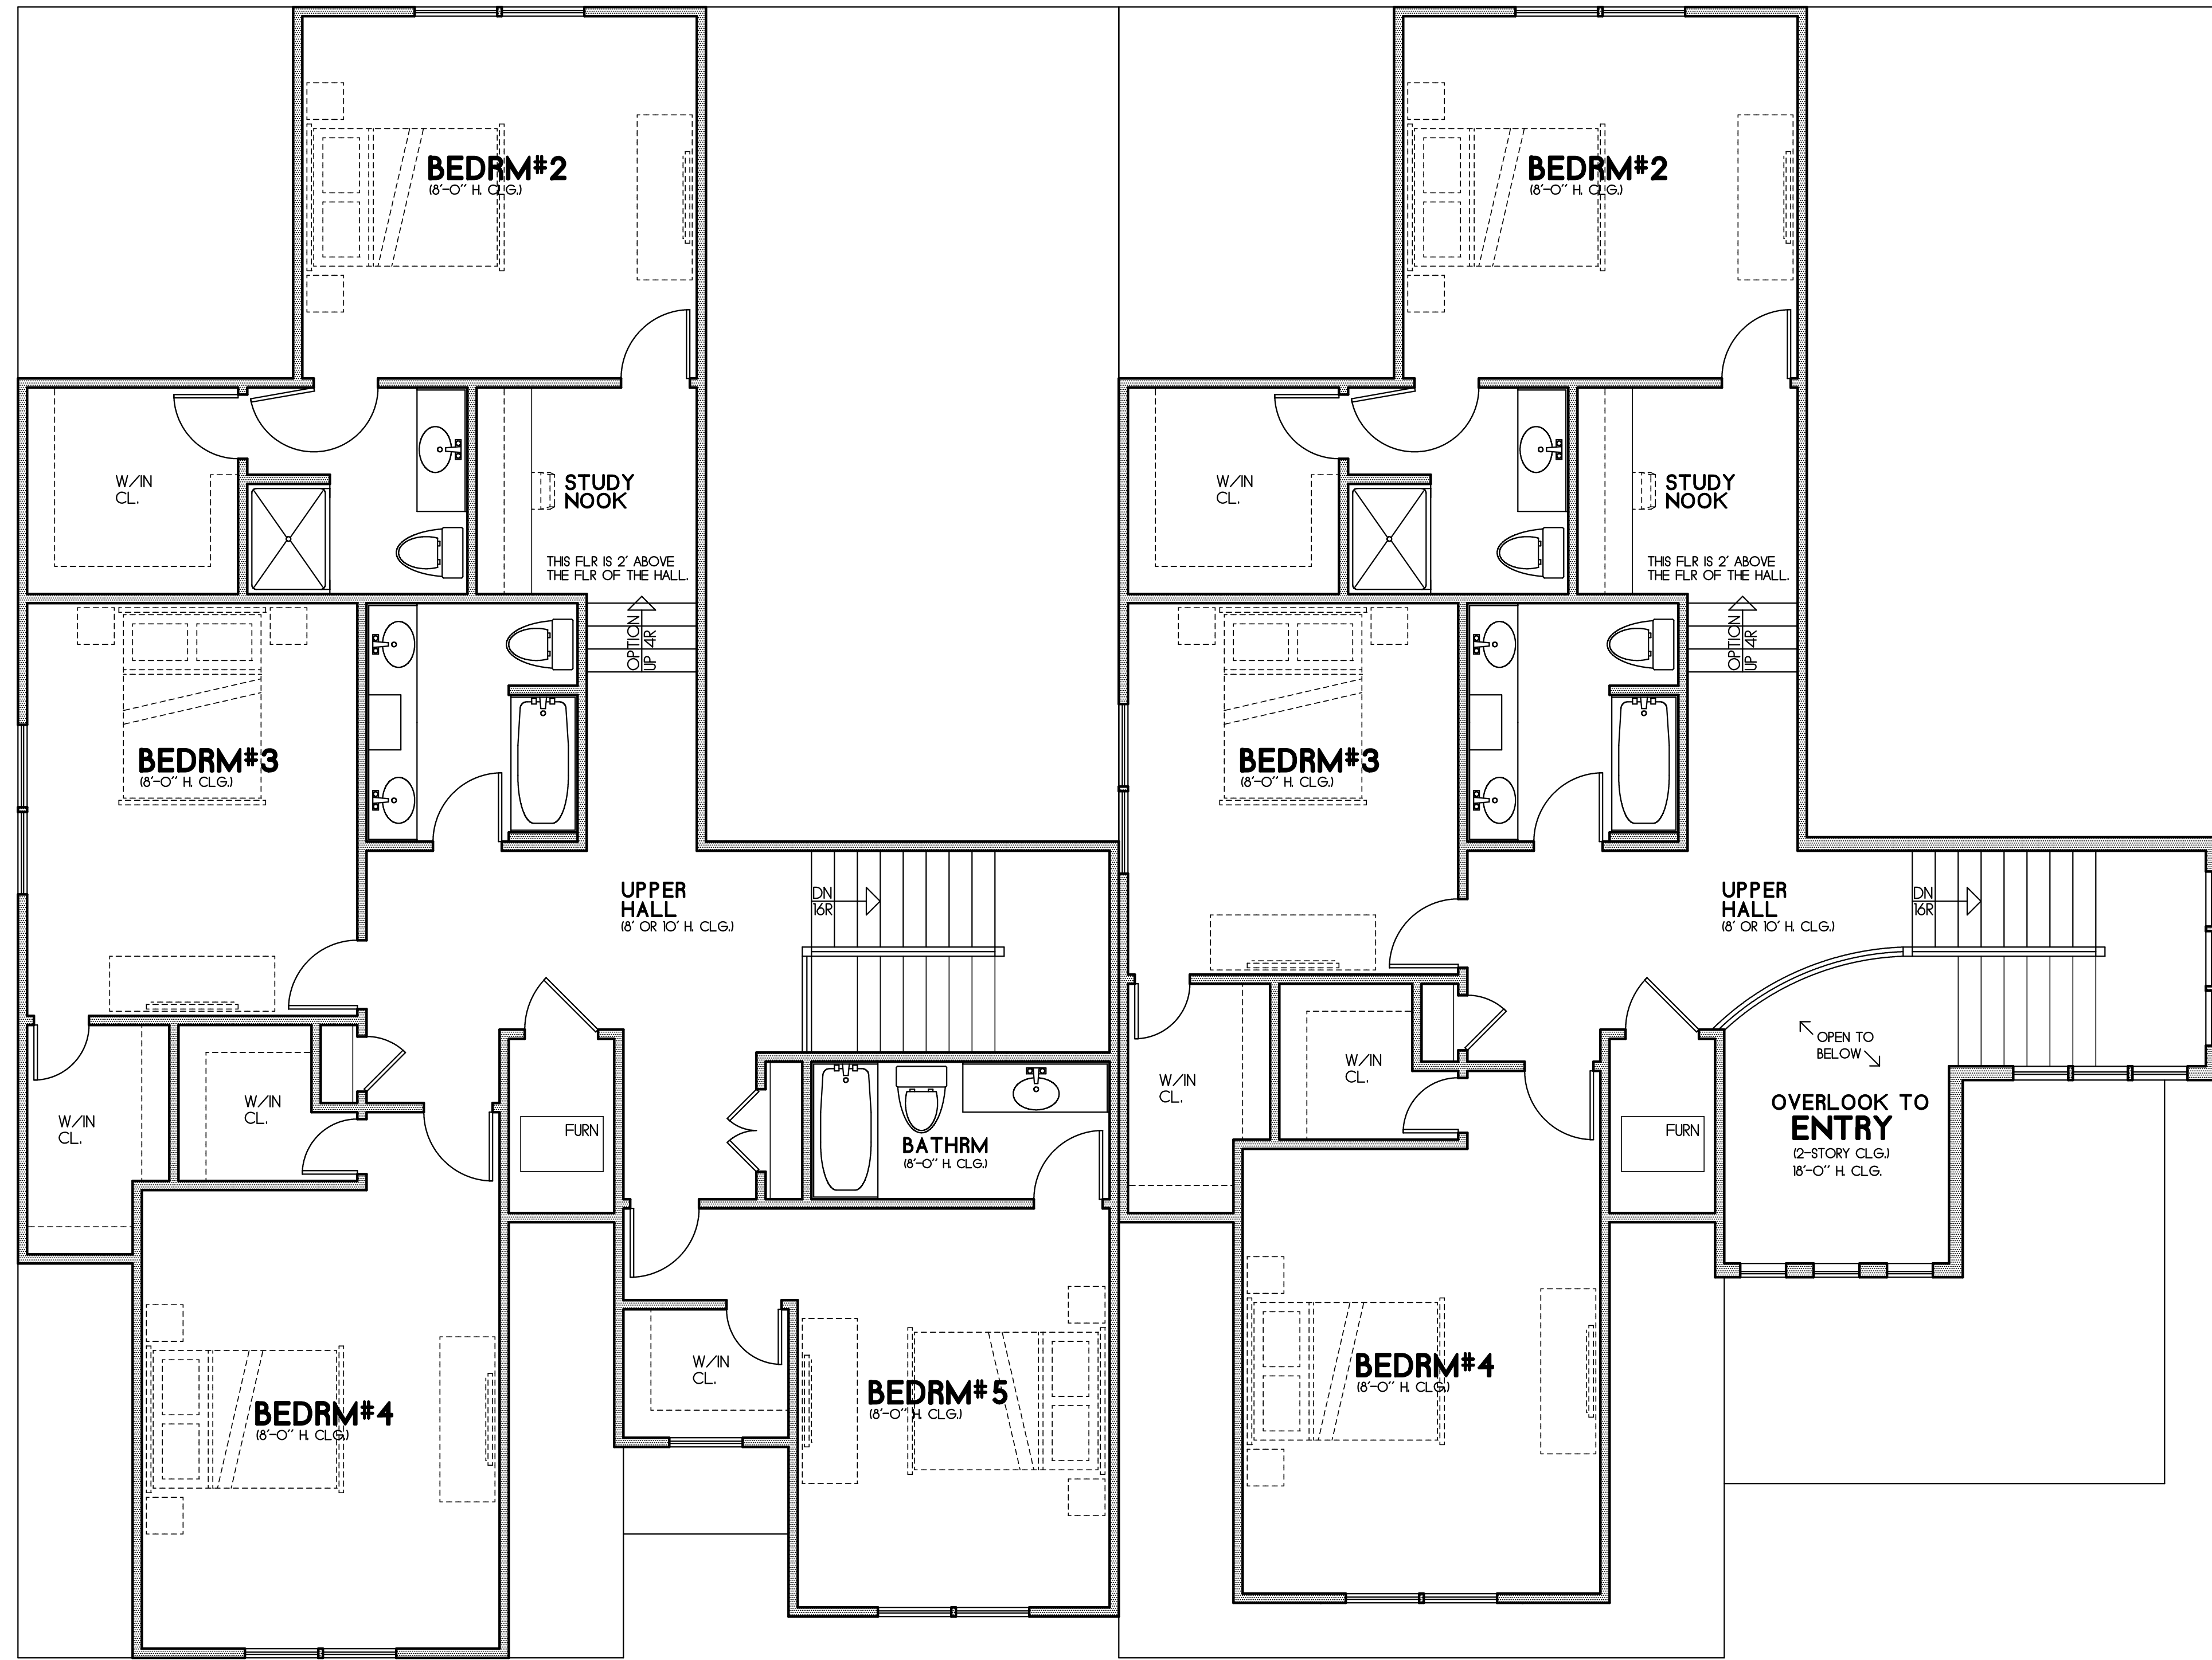 BEDRM#2
(8'-0" H. CLG.)
W/IN
CL.
STUDY
NOOK
THIS FLR IS 2' ABOVE
THE FLR OF THE HALL.
OPTION
UP 4R
BEDRM#3
(8'-0" H. CLG.)
UPPER
HALL
(8' OR 10' H. CLG.)
DN
16R
W/IN
CL.
W/IN
CL.
FURN
BATHRM
(8'-0" H. CLG.)
W/IN
CL.
BEDRM#4
(8'-0" H. CLG.)
BEDRM#5
(8'-0" H. CLG.)
BEDRM#2
(8'-0" H. CLG.)
W/IN
CL.
STUDY
NOOK
THIS FLR IS 2' ABOVE
THE FLR OF THE HALL.
OPTION
UP 4R
BEDRM#3
(8'-0" H. CLG.)
UPPER
HALL
(8' OR 10' H. CLG.)
DN
16R
OPEN TO
BELOW
W/IN
CL.
W/IN
CL.
FURN
OVERLOOK TO
ENTRY
(2-STORY CLG.)
18'-0" H. CLG.
BEDRM#4
(8'-0" H. CLG.)